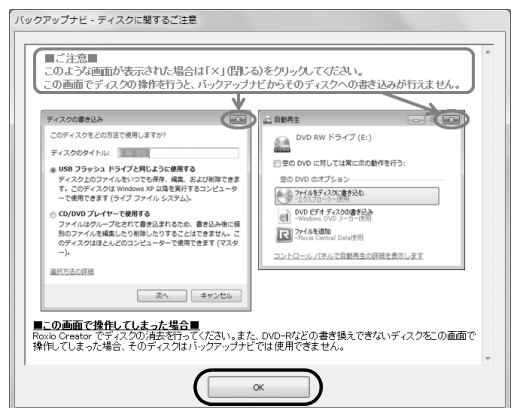 バックアップナビ - ディスクに関するご注意
■ご注意■
このような画面が表示された場合は「×」(閉じる)をクリックしてください。
この画面でディスクの操作を行うと、バックアップナビからそのディスクへの書き込みが行えません。
ディスクの書き込み
このディスクをどの方法で使用しますか?
ディスクのタイトル:
USB フラッシュ ドライブと同じように使用する
ディスク上のファイルをいつでも保存、編集、および削除できます。このディスクは Windows XP 以降を実行するコンピューターで使用できます (ライブ ファイル システム)。
CD/DVD プレイヤーで使用する
ファイルはグループ化されて書き込まれるため、書き込み後に個別のファイルを編集したり削除したりすることはできません。このディスクはほとんどのコンピューターで使用できます (マスター)。
選択方法の詳細
次へ
キャンセル
自動再生
DVD RW ドライブ (E:)
空の DVD に対しては常に次の動作を行う:
空の DVD のオプション
ファイルをディスクに書き込む
-エクスプローラー使用
DVD ビデオ ディスクの書き込み
-Windows DVD メーカー使用
ファイルを追加
-Roxio Central Data使用
コントロール パネルで自動再生の詳細を表示します
■この画面で操作してしまった場合■
Roxio Creator でディスクの消去を行ってください。また、DVD-Rなどの書き換えできないディスクをこの画面で
操作してしまった場合、そのディスクはバックアップナビでは使用できません。
OK